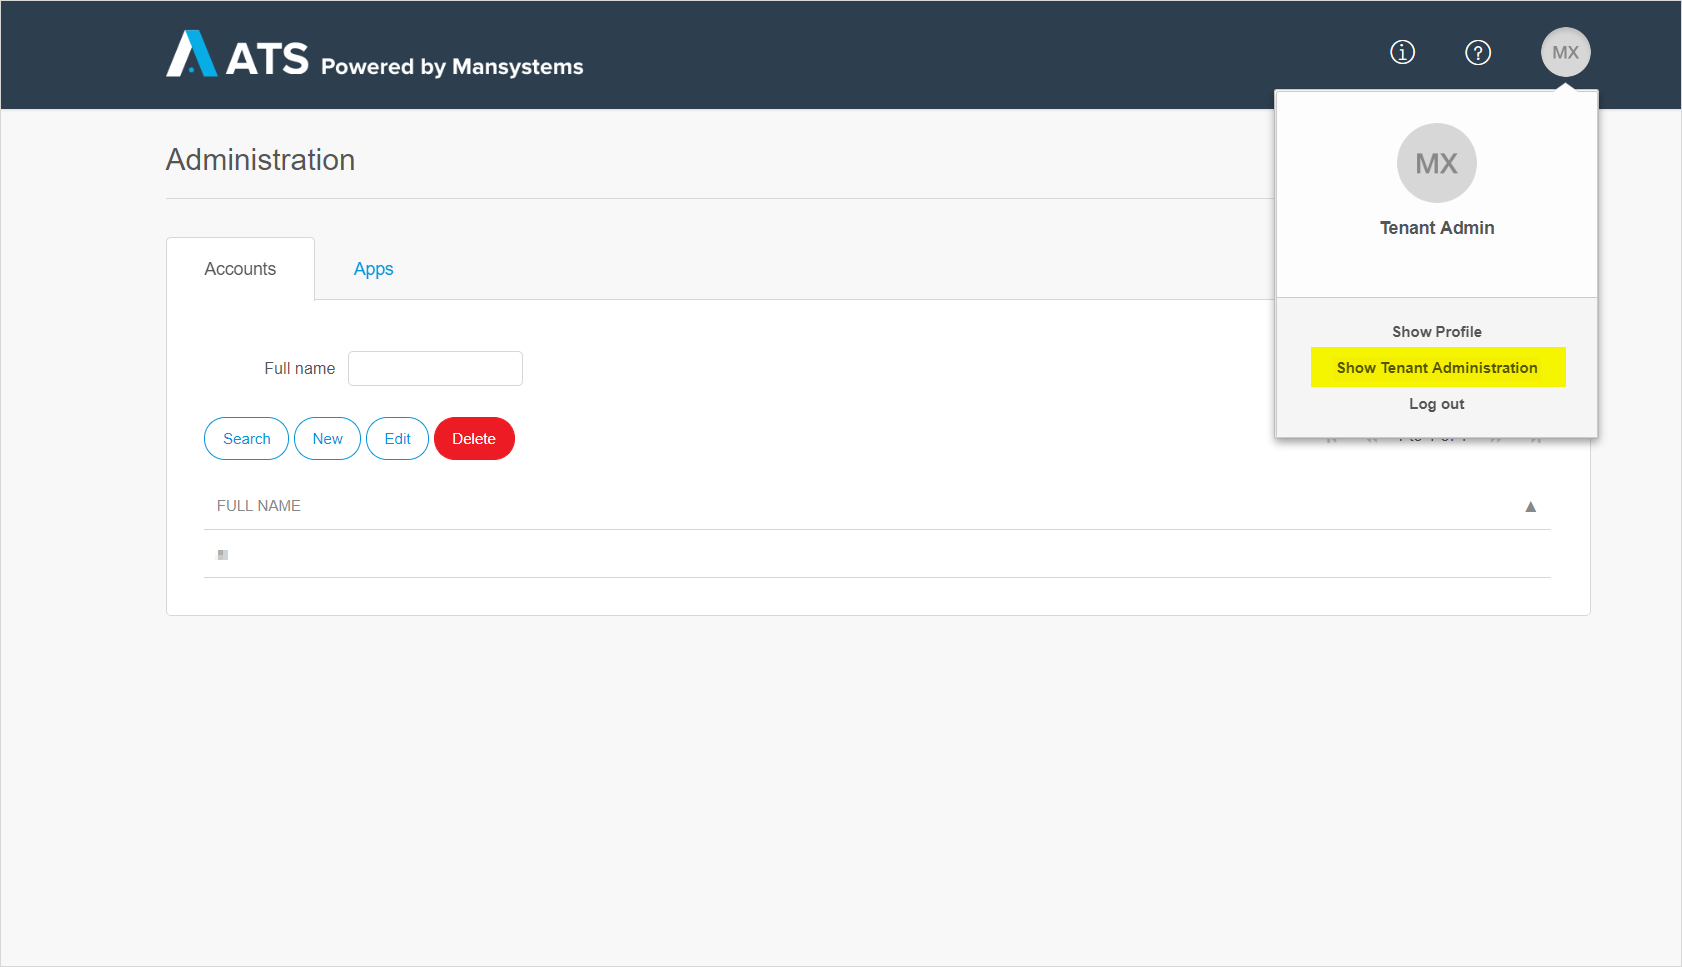 ATS Powered by Mansystems
MX
Administration
MX
Tenant Admin
Accounts
Apps
Show Profile
Show Tenant Administration
Log out
Full name
Search
New
Edit
Delete
FULL NAME